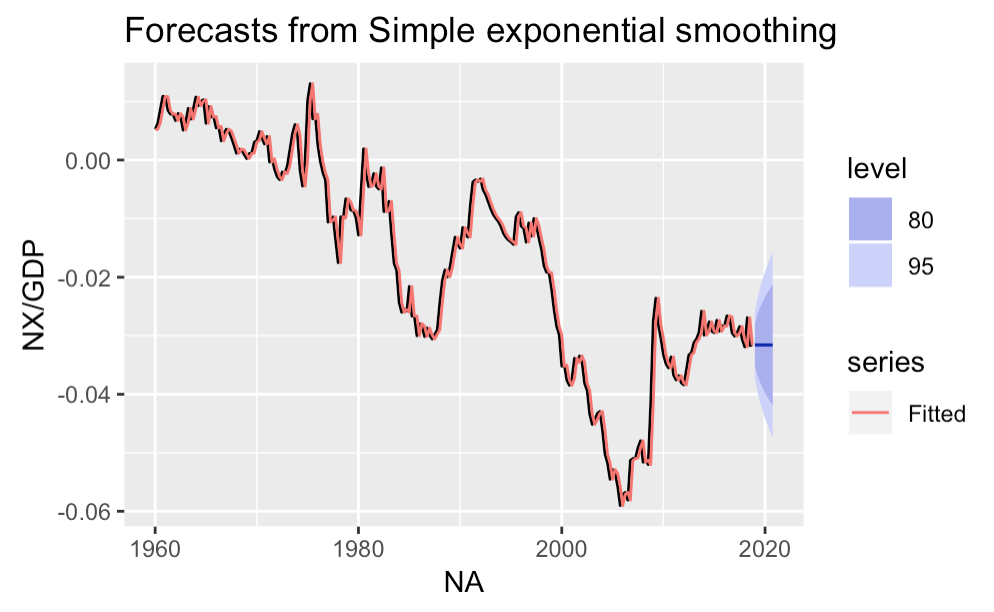 Forecasts from Simple exponential smoothing
NX/GDP
0.00
-0.02
-0.04
-0.06
1960
1980
2000
2020
NA
level
80
95
series
Fitted